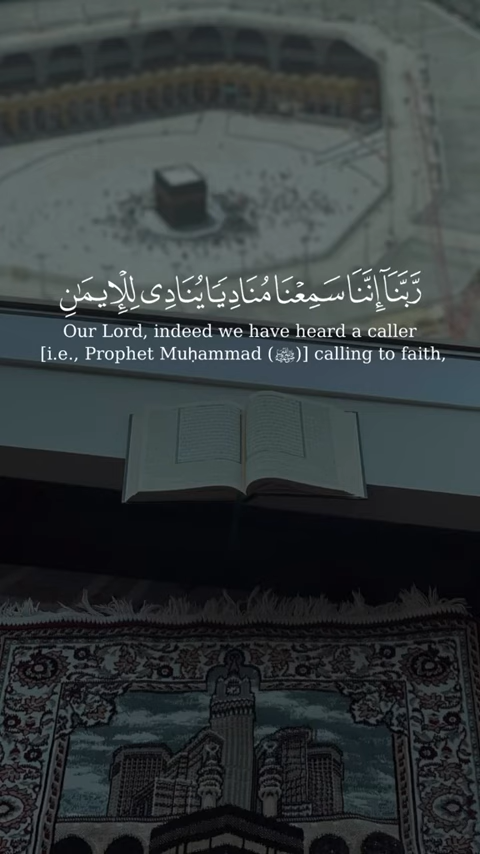 رَّبَّنَآ إِنَّنَا سَمِعْنَا مُنَادِيًا يُنَادِى لِلْإِيمَـٰنِ
Our Lord, indeed we have heard a caller
[i.e., Prophet Muḥammad (ﷺ)] calling to faith,